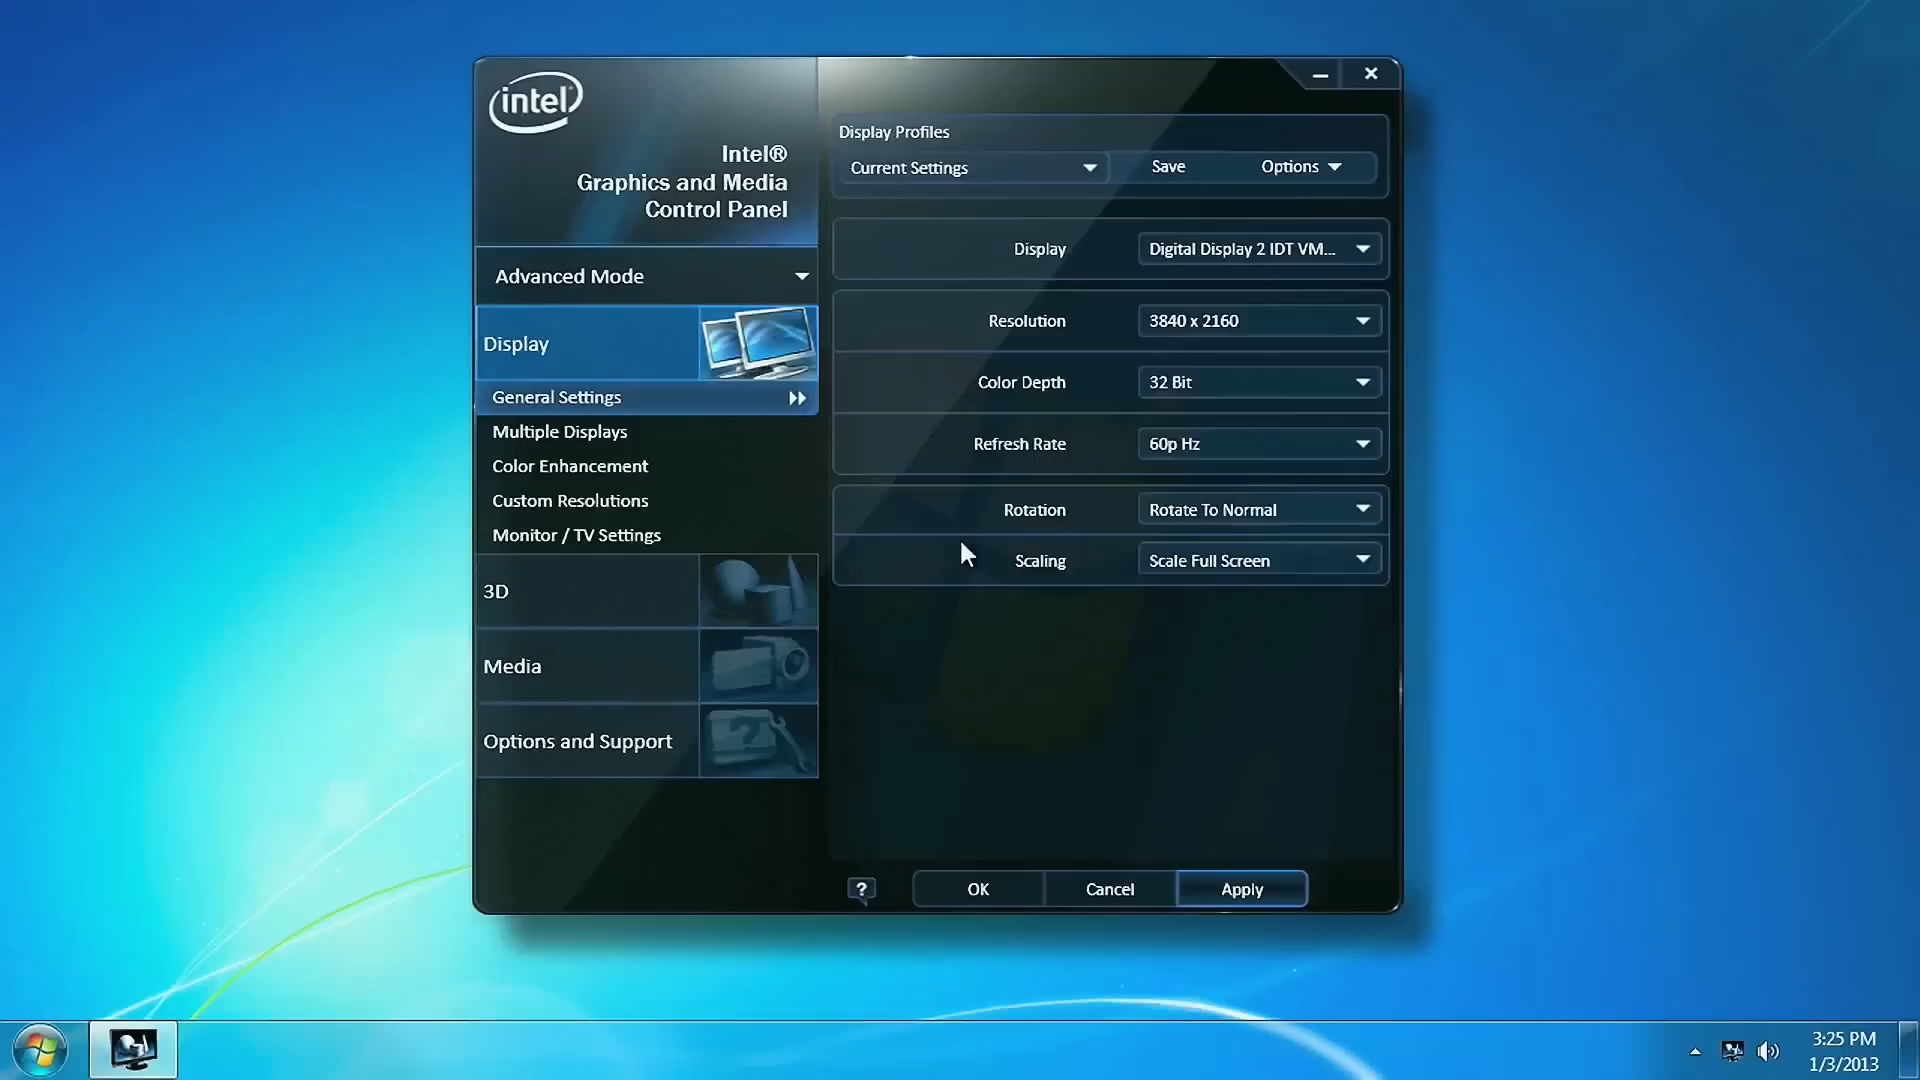 intel
Intel®
Graphics and Media
Control Panel
Advanced Mode
Display
General Settings
Multiple Displays
Color Enhancement
Custom Resolutions
Monitor / TV Settings
3D
Media
Options and Support
Display Profiles
Current Settings
Save
Options
Display
Digital Display 2 IDT VM...
Resolution
3840 x 2160
Color Depth
32 Bit
Refresh Rate
60p Hz
Rotation
Rotate To Normal
Scaling
Scale Full Screen
?
OK
Cancel
Apply
3:25 PM
1/3/2013